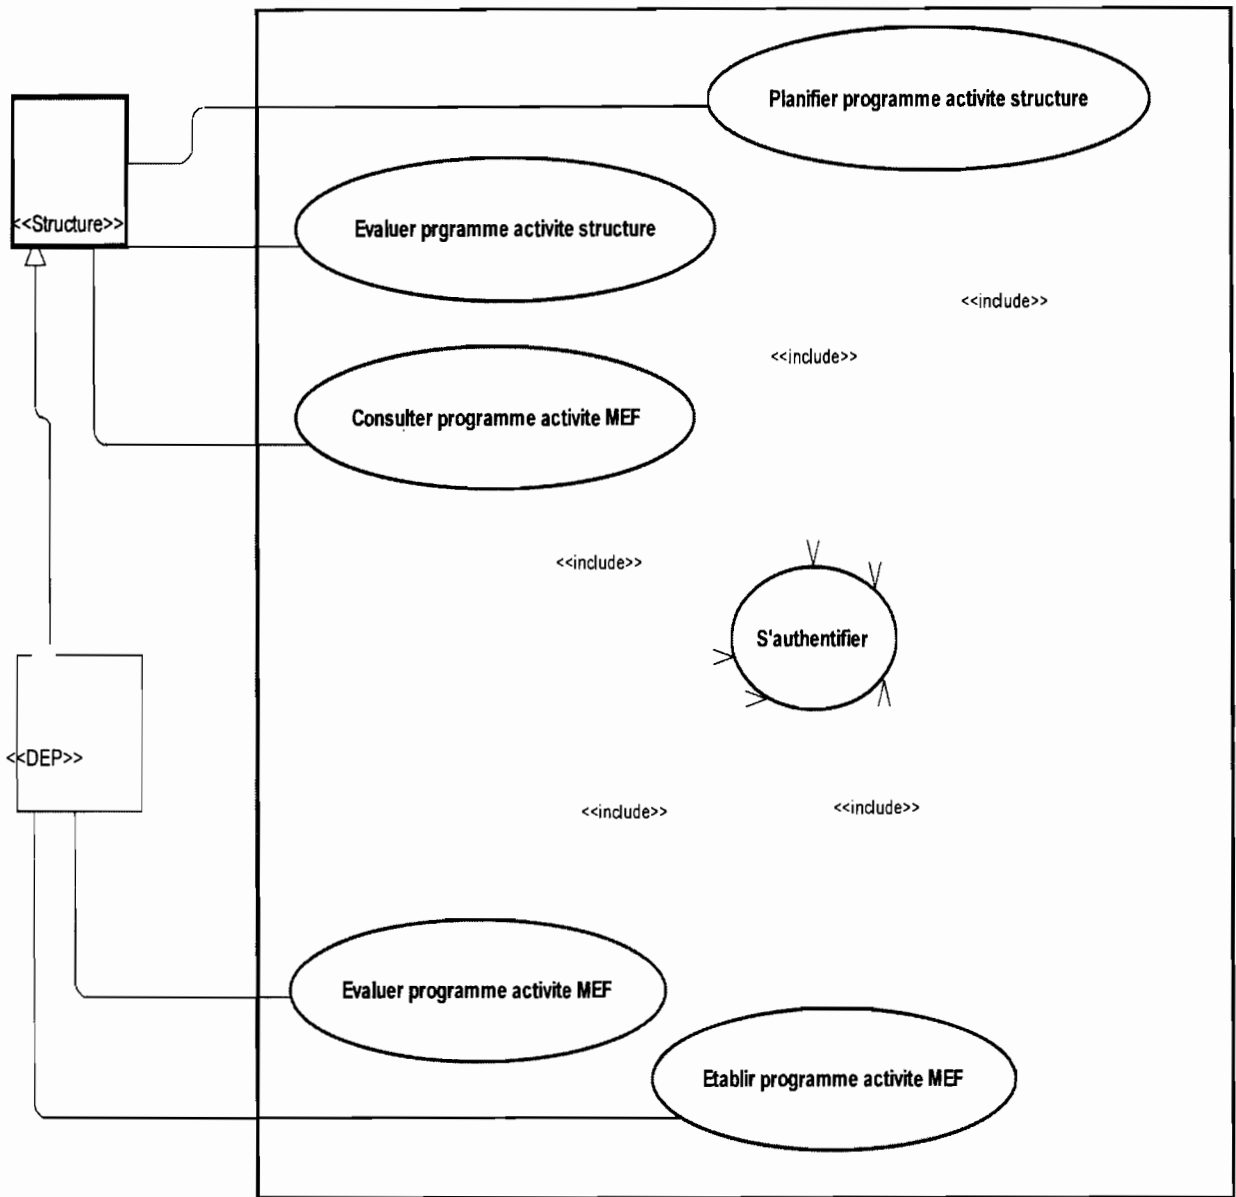 Planifier programme activite structure
<<Structure>>
Evaluer prgramme activite structure
<<include>>
<<include>>
Consulter programme activite MEF
<<include>>
S'authentifier
<<DEP>>
<<include>>
<<include>>
Evaluer programme activite MEF
Etablir programme activite MEF